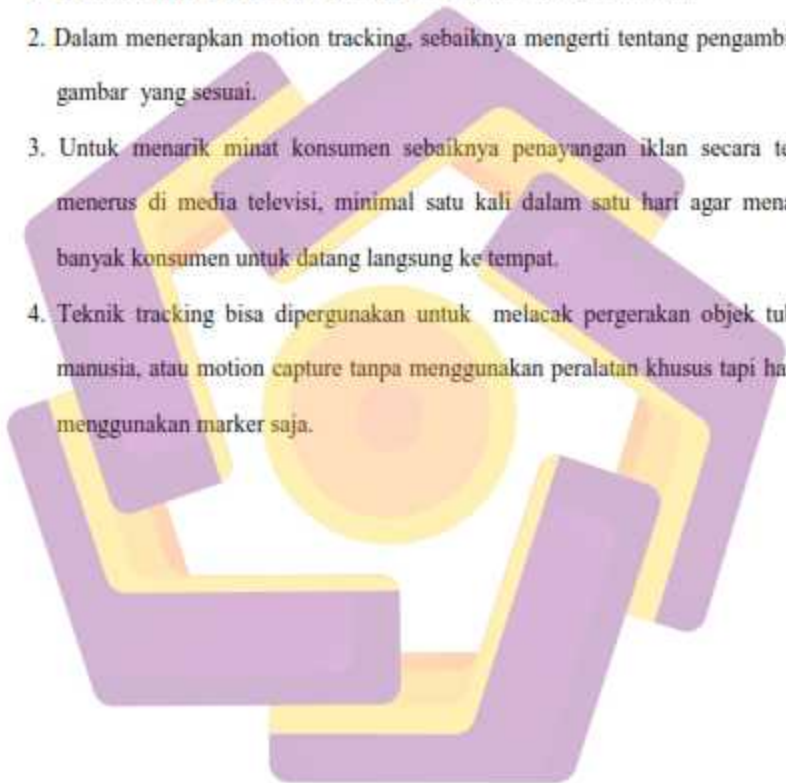 2. Dalam menerapkan motion tracking, sebaiknya mengerti tentang pengambi
gambar yang sesuai.
3. Untuk menarik minat konsumen sebaiknya penayangan iklan secara te
menerus di media televisi, minimal satu kali dalam satu hari agar mena
banyak konsumen untuk datang langsung ke tempat.
4. Teknik tracking bisa dipergunakan untuk melacak pergerakan objek tul
manusia, atau motion capture tanpa menggunakan peralatan khusus tapi ha
menggunakan marker saja.